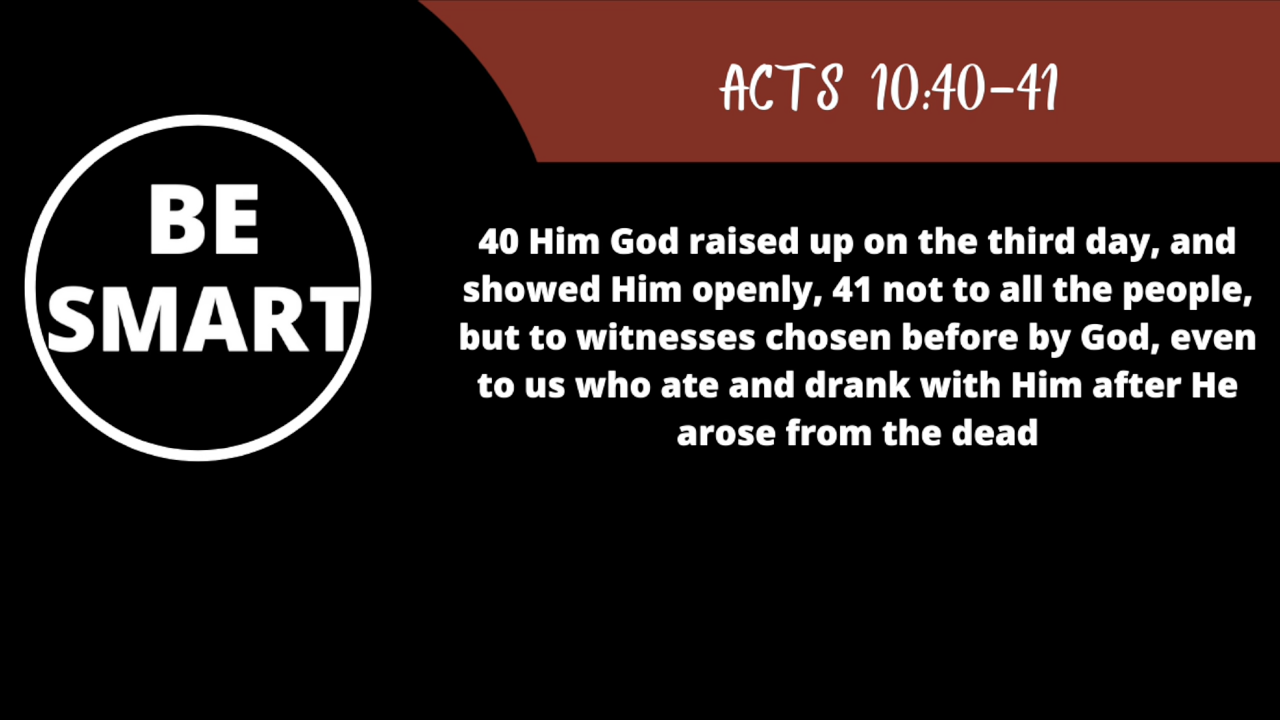 BE
SMART
ACTS 10:40-41
40 Him God raised up on the third day, and
showed Him openly, 41 not to all the people,
but to witnesses chosen before by God, even
to us who ate and drank with Him after He
arose from the dead